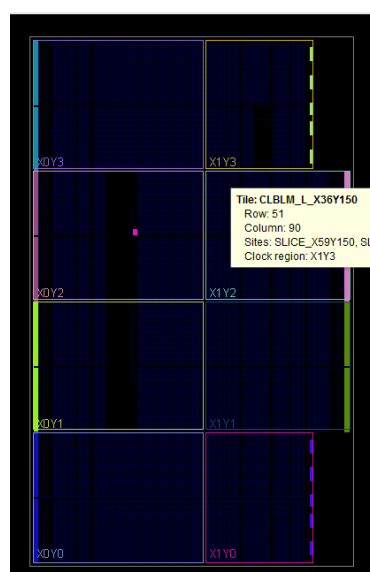 X0Y3
X1Y3
Tile: CLBLM_L_X36Y150
Row: 51
Column: 90
Sites: SLICE_X59Y150, SL
Clock region: X1Y3
X0Y2
X1Y2
X0Y1
X1Y1
X0Y0
X1Y0